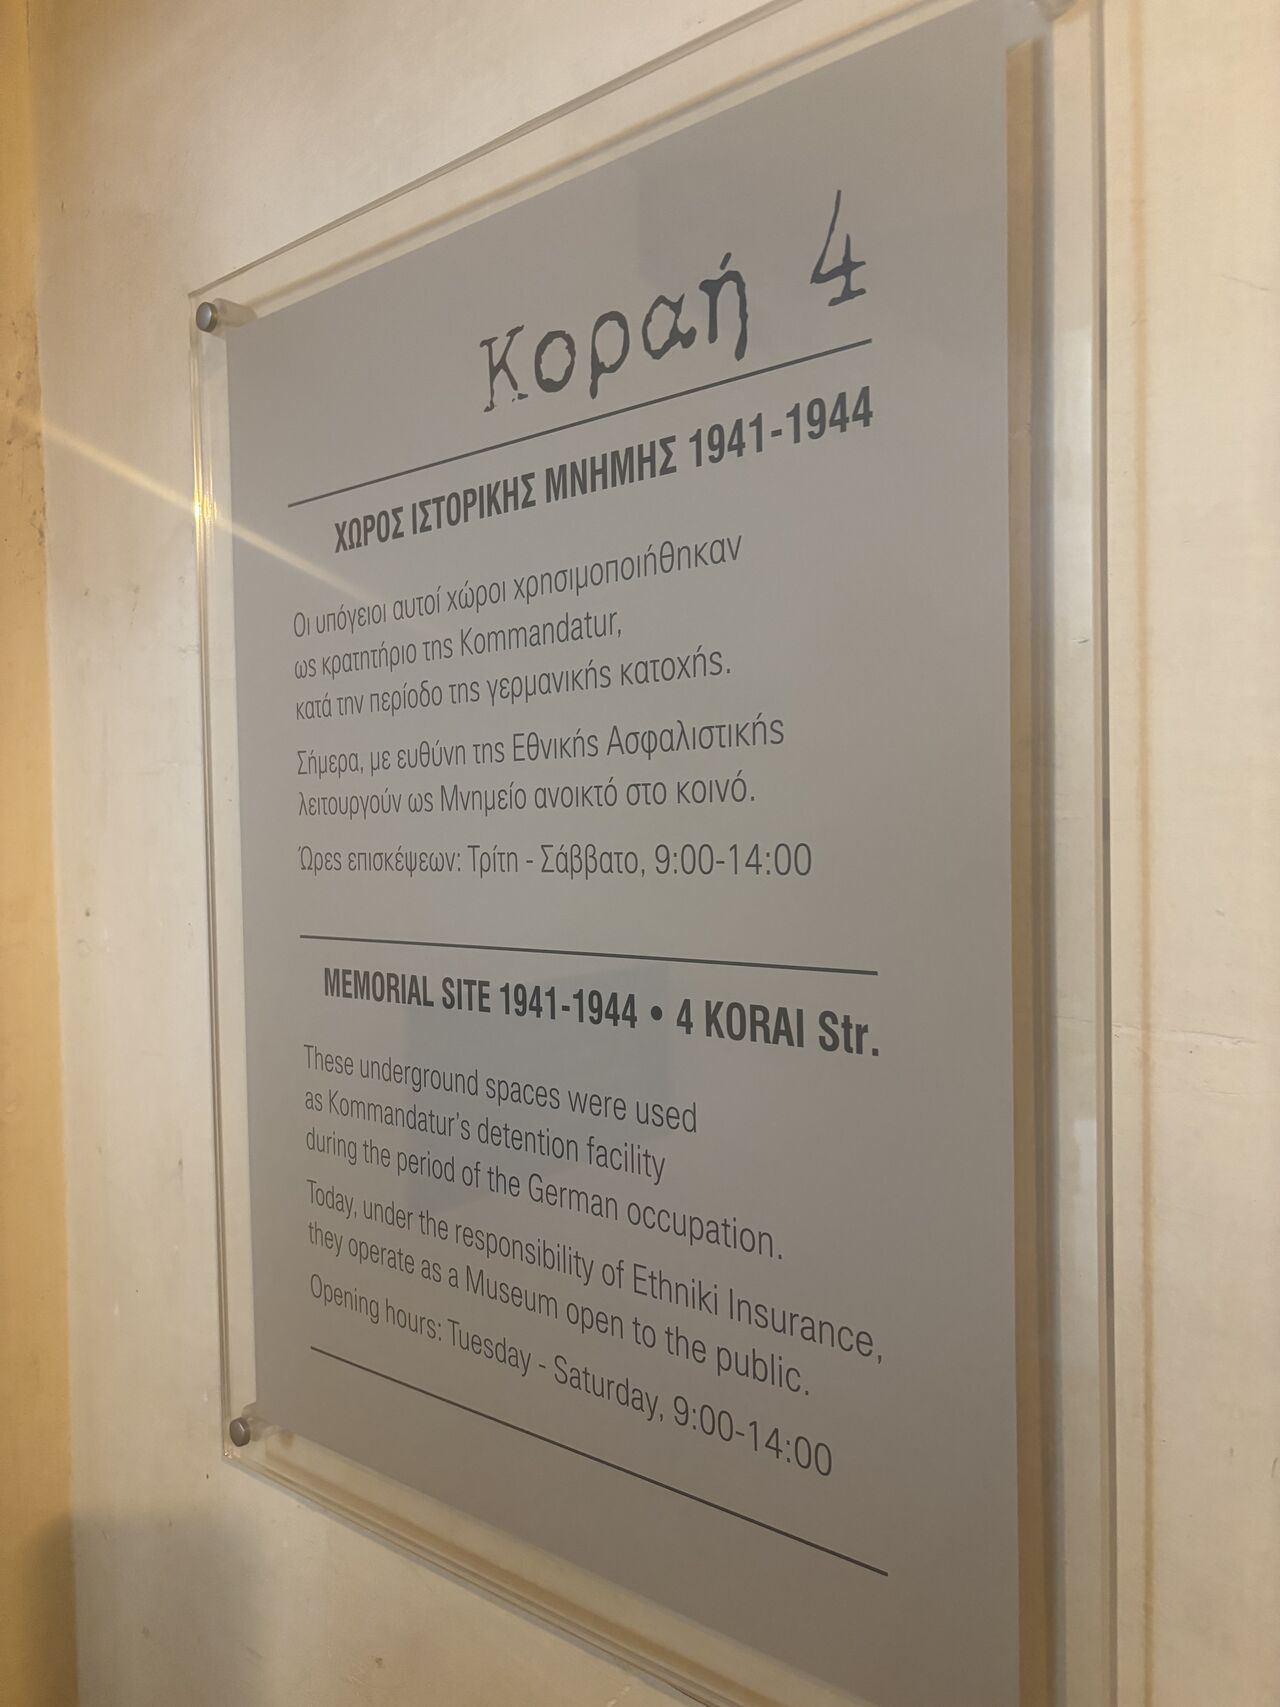 Κοραή 4
ΧΩΡΟΣ ΙΣΤΟΡΙΚΗΣ ΜΝΗΜΗΣ 1941-1944
Οι υπόγειοι αυτοί χώροι χρησιμοποιήθηκαν
ως κρατητήριο της Kommandatur,
κατά την περίοδο της γερμανικής κατοχής.
Σήμερα, με ευθύνη της Εθνικής Ασφαλιστικής
λειτουργούν ως Μνημείο ανοικτό στο κοινό.
Ώρες επισκέψεων: Τρίτη - Σάββατο, 9:00-14:00
MEMORIAL SITE 1941-1944 • 4 KORAI Str.
These underground spaces were used
as Kommandatur's detention facility
during the period of the German occupation.
Today, under the responsibility of Ethniki Insurance,
they operate as a Museum open to the public.
Opening hours: Tuesday - Saturday, 9:00-14:00